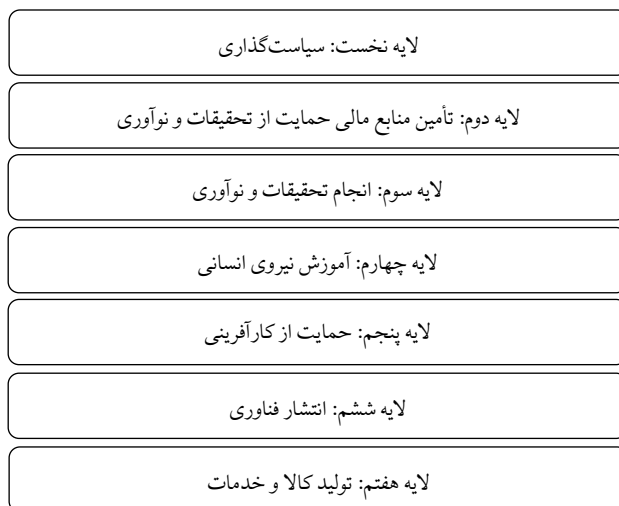 لایه نخست: سیاست‌گذاری
لایه دوم: تأمین منابع مالی حمایت از تحقیقات و نوآوری
لایه سوم: انجام تحقیقات و نوآوری
لایه چهارم: آموزش نیروی انسانی
لایه پنجم: حمایت از کارآفرینی
لایه ششم: انتشار فناوری
لایه هفتم: تولید کالا و خدمات